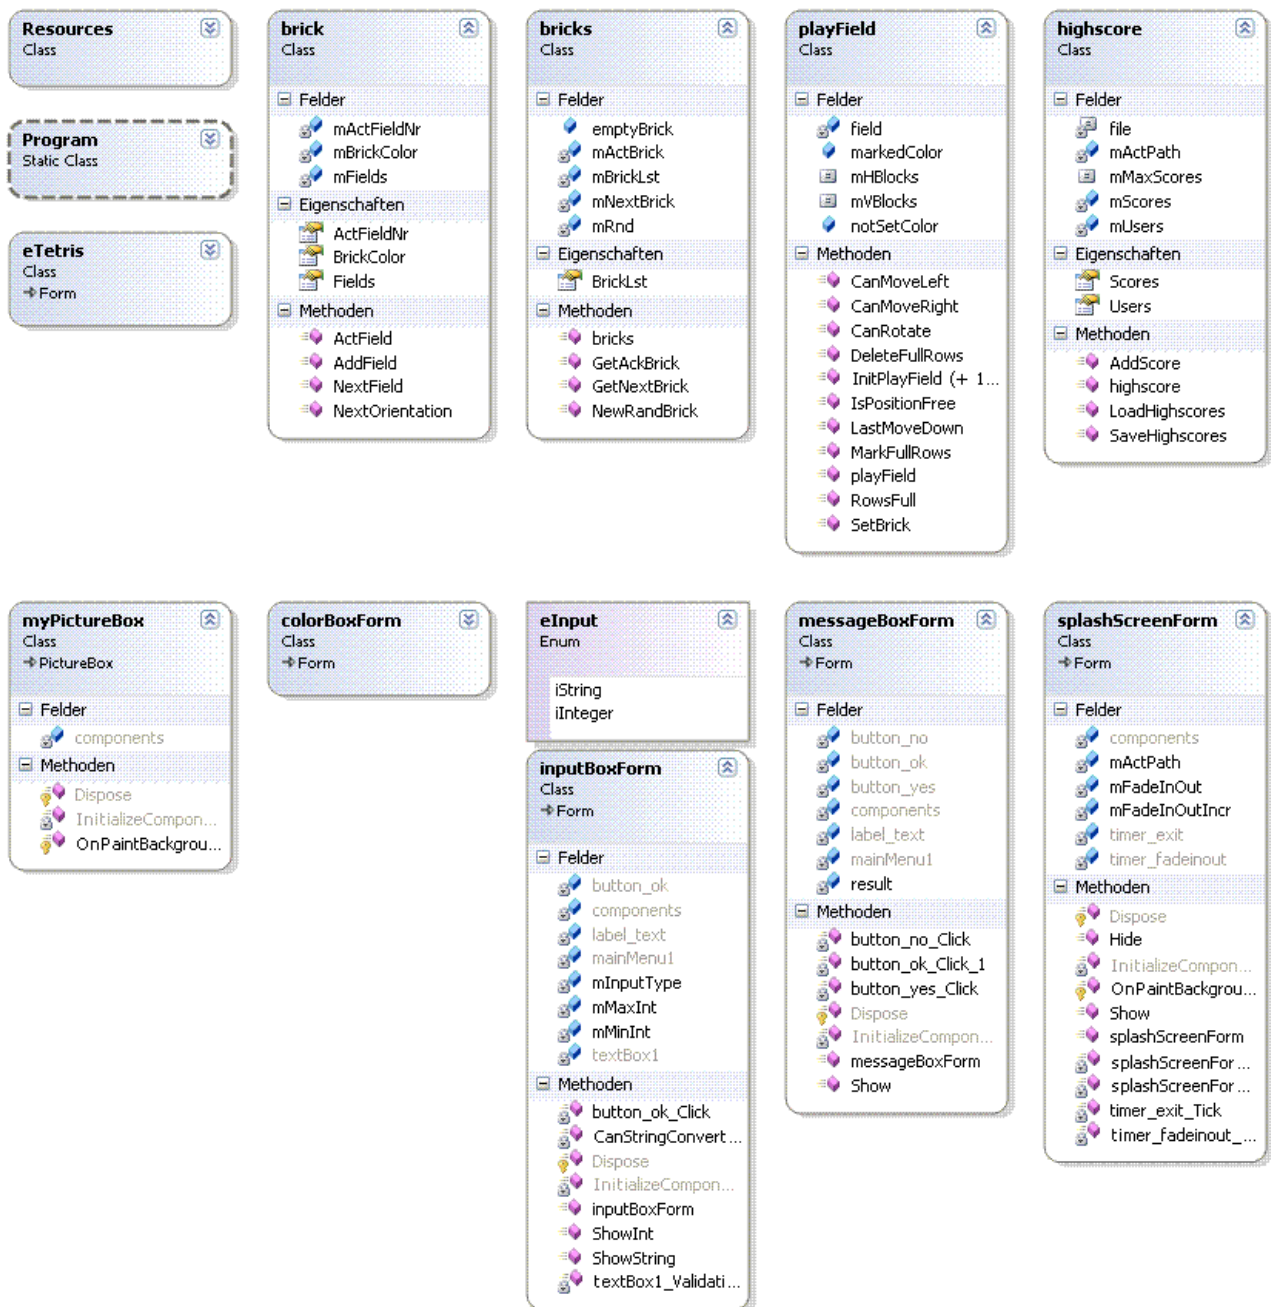 Resources
Class
Program
Static Class
eTetris
Class
Form
brick
Class
Felder
mActFieldNr
mBrickColor
mFields
Eigenschaften
ActFieldNr
BrickColor
Fields
Methoden
ActField
AddField
NextField
NextOrientation
bricks
Class
Felder
emptyBrick
mActBrick
mBrickLst
mNextBrick
mRnd
Eigenschaften
BrickLst
Methoden
bricks
GetAckBrick
GetNextBrick
NewRandBrick
playField
Class
Felder
field
markedColor
mHBlocks
mVBlocks
notSetColor
Methoden
CanMoveLeft
CanMoveRight
CanRotate
DeleteFullRows
InitPlayField (+ 1...
IsPositionFree
LastMoveDown
MarkFullRows
playField
RowsFull
SetBrick
highscore
Class
Felder
file
mActPath
mMaxScores
mScores
mUsers
Eigenschaften
Scores
Users
Methoden
AddScore
highscore
LoadHighscores
SaveHighscores
myPictureBox
Class
PictureBox
Felder
components
Methoden
Dispose
InitializeCompon...
OnPaintBackgrou...
colorBoxForm
Class
Form
eInput
Enum
iString
iInteger
inputBoxForm
Class
Form
Felder
button_ok
components
label_text
mainMenu1
mInputType
mMaxInt
mMinInt
textBox1
Methoden
button_ok_Click
CanStringConvert...
Dispose
InitializeCompon...
inputBoxForm
ShowInt
ShowString
textBox1_Validati...
messageBoxForm
Class
Form
Felder
button_no
button_ok
button_yes
components
label_text
mainMenu1
result
Methoden
button_no_Click
button_ok_Click_1
button_yes_Click
Dispose
InitializeCompon...
messageBoxForm
Show
splashScreenForm
Class
Form
Felder
components
mActPath
mFadeInOut
mFadeInOutIncr
timer_exit
timer_fadeinout
Methoden
Dispose
Hide
InitializeCompon...
OnPaintBackgrou...
Show
splashScreenForm
splashScreenFor...
splashScreenFor...
timer_exit_Tick
timer_fadeinout_...